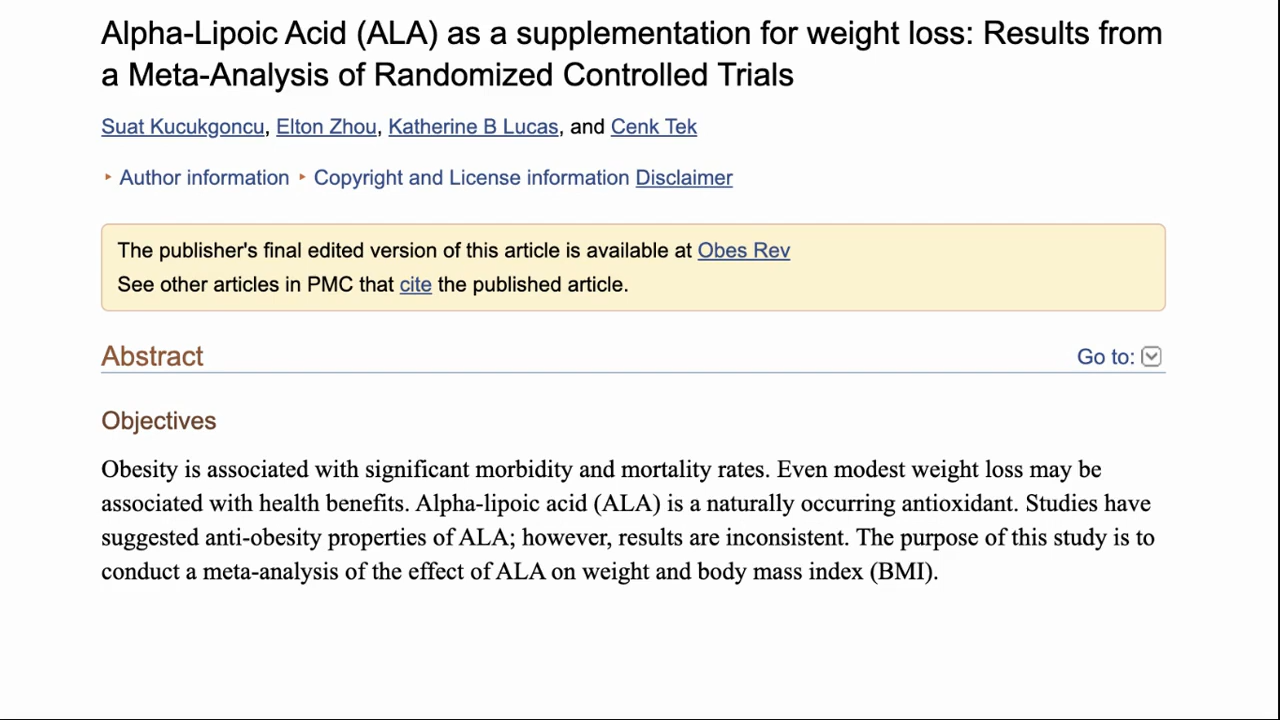 Alpha-Lipoic Acid (ALA) as a supplementation for weight loss: Results from
a Meta-Analysis of Randomized Controlled Trials
Suat Kucukgoncu, Elton Zhou, Katherine B Lucas, and Cenk Tek
Author information Copyright and License information Disclaimer
The publisher's final edited version of this article is available at Obes Rev
See other articles in PMC that cite the published article.
Abstract Go to:
Objectives
Obesity is associated with significant morbidity and mortality rates. Even modest weight loss may be
associated with health benefits. Alpha-lipoic acid (ALA) is a naturally occurring antioxidant. Studies have
suggested anti-obesity properties of ALA; however, results are inconsistent. The purpose of this study is to
conduct a meta-analysis of the effect of ALA on weight and body mass index (BMI).